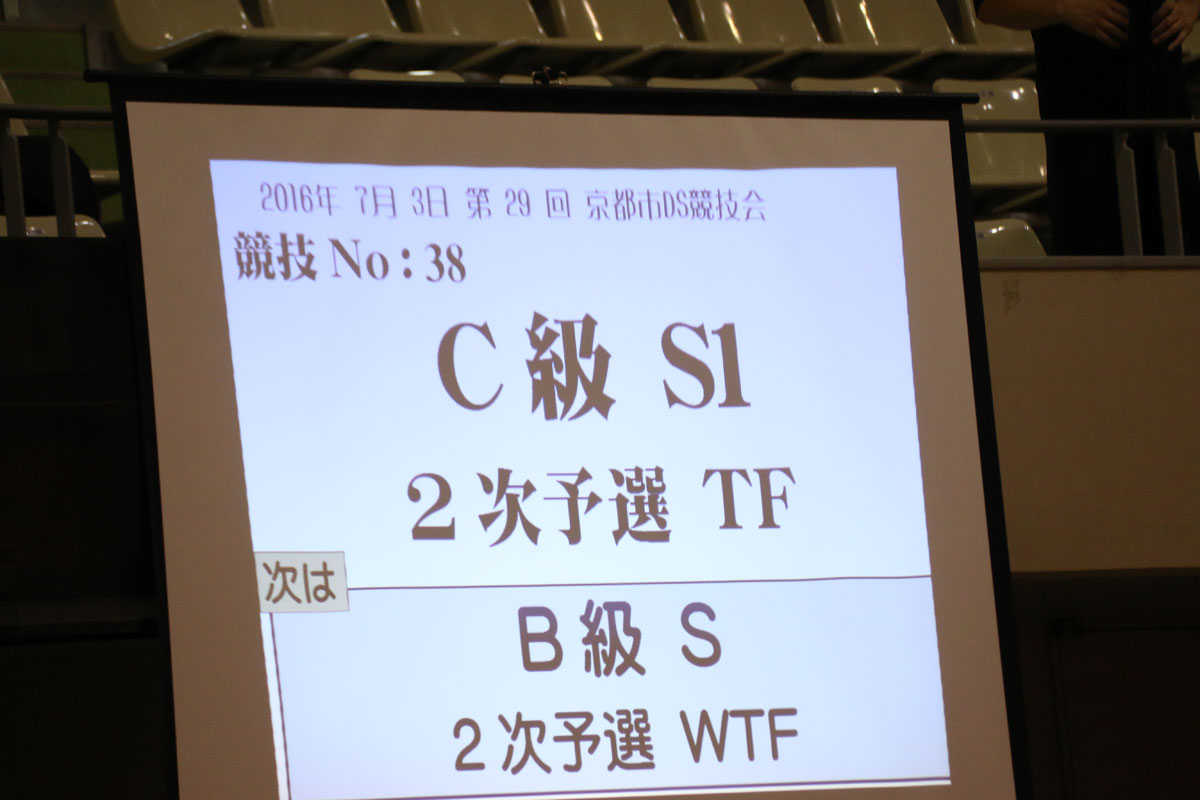 2016年 7月 3日 第 29 回 京都市DS競技会
競技 No : 38
C 級 S1
2 次予選 TF
次は
B 級 S
2 次予選 WTF